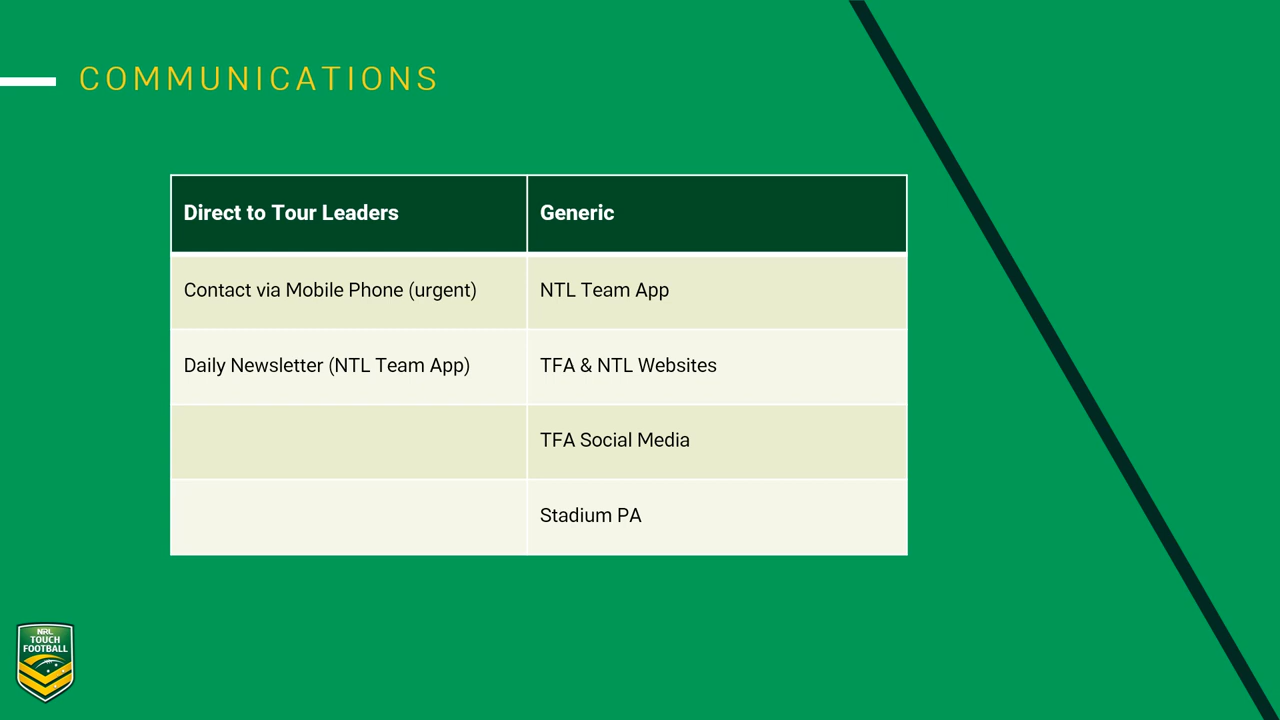 COMMUNICATIONS
Direct to Tour Leaders
Generic
Contact via Mobile Phone (urgent)
NTL Team App
Daily Newsletter (NTL Team App)
TFA & NTL Websites
TFA Social Media
Stadium PA
NRL
TOUCH
FOOTBALL